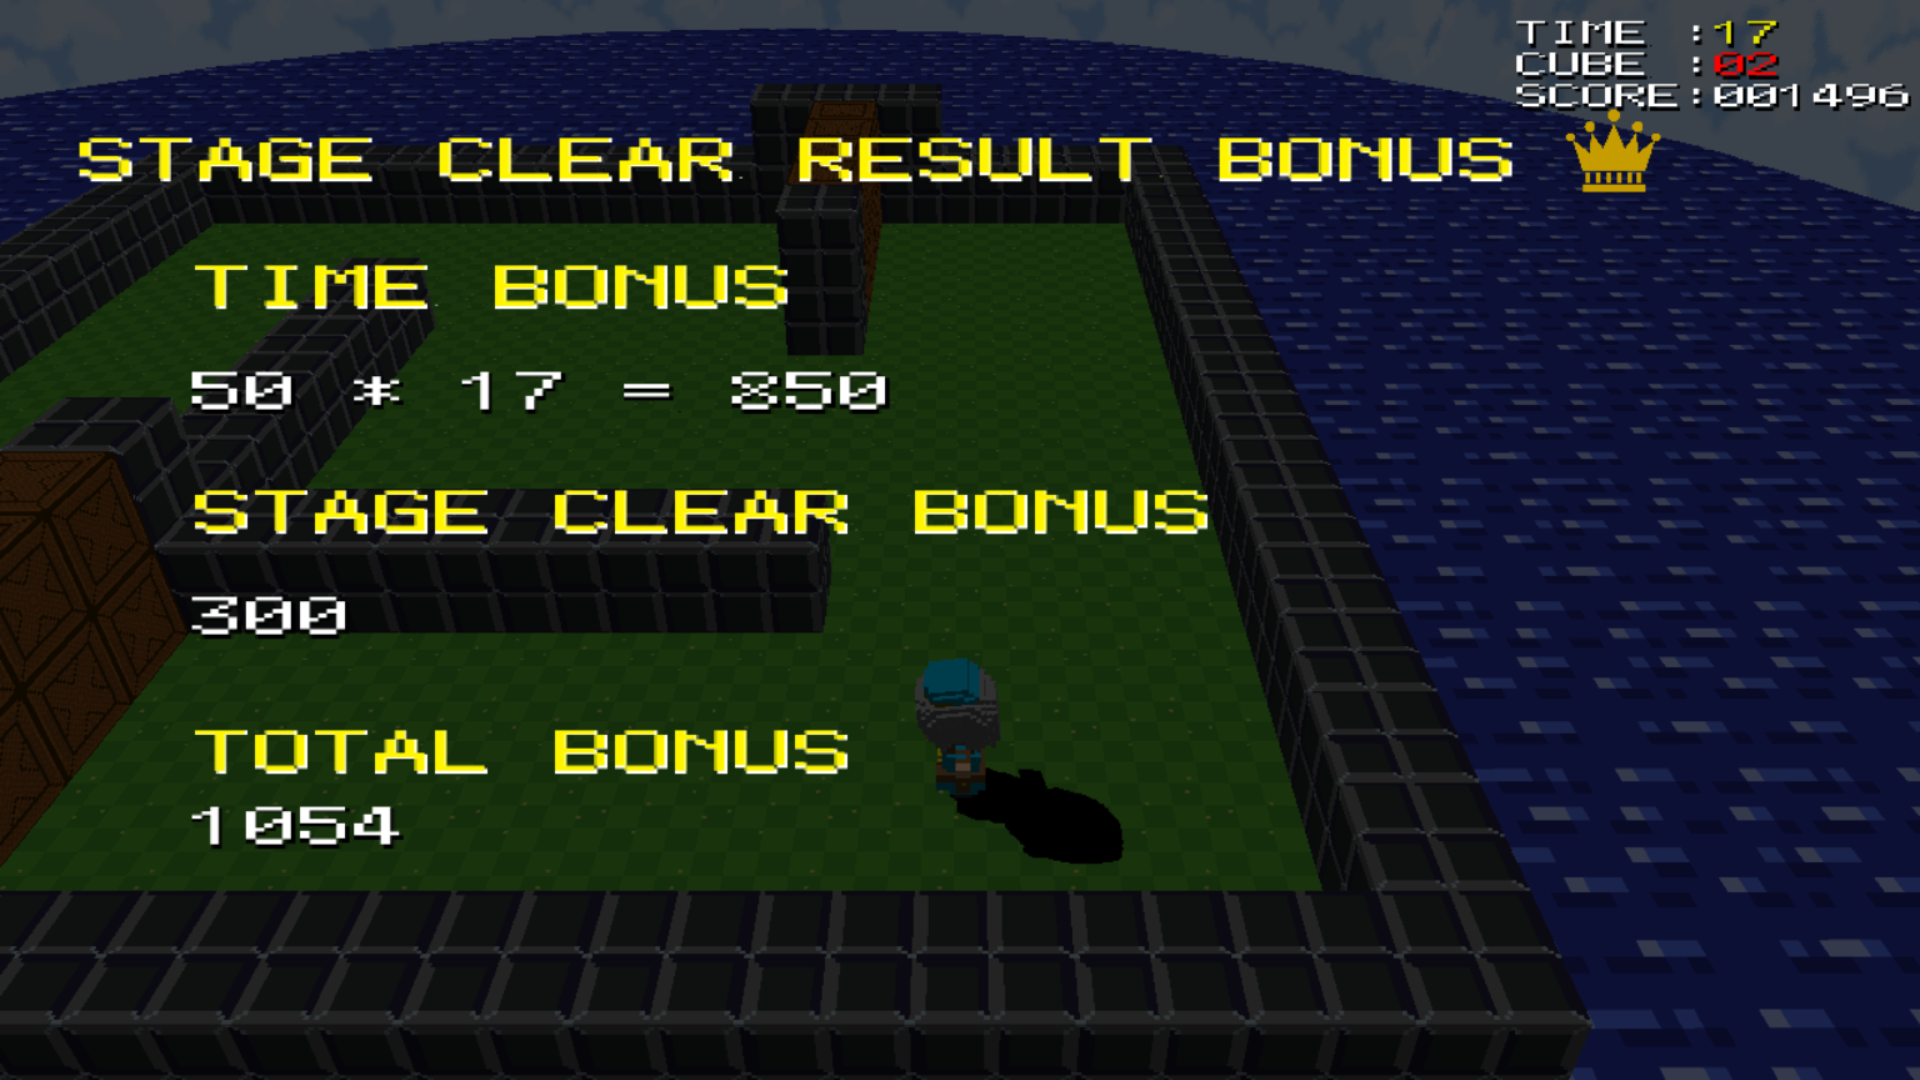 TIME :17
CUBE :02
SCORE:001496
STAGE CLEAR RESULT BONUS
TIME BONUS
50 * 17 = 850
STAGE CLEAR BONUS
300
TOTAL BONUS
1054